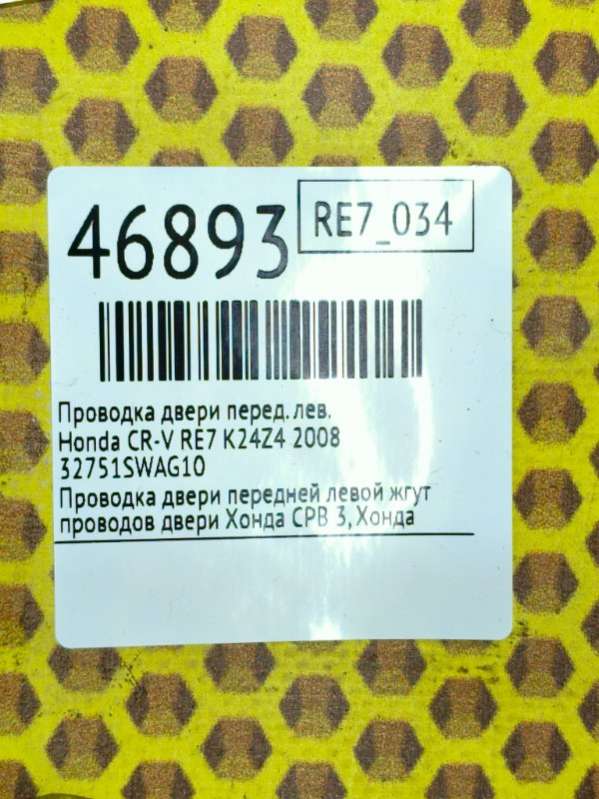 46893
RE7_034
Проводка двери перед. лев.
Honda CR-V RE7 K24Z4 2008
32751SWAG10
Проводка двери передней левой жгут
проводов двери Хонда СРВ 3, Хонда